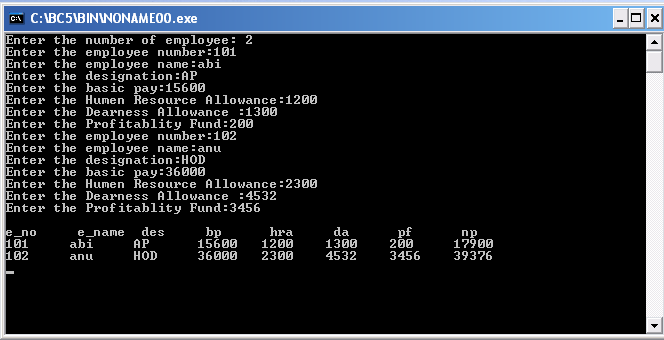 C:\BC5\BIN\NONAME00.exe
Enter the number of employee: 2
Enter the employee number:101
Enter the employee name:abi
Enter the designation:AP
Enter the basic pay:15600
Enter the Humen Resource Allowance:1200
Enter the Dearness Allowance :1300
Enter the Profitablity Fund:200
Enter the employee number:102
Enter the employee name:anu
Enter the designation:HOD
Enter the basic pay:36000
Enter the Humen Resource Allowance:2300
Enter the Dearness Allowance :4532
Enter the Profitablity Fund:3456
e_no e_name des bp hra da pf np
101 abi AP 15600 1200 1300 200 17900
102 anu HOD 36000 2300 4532 3456 39376